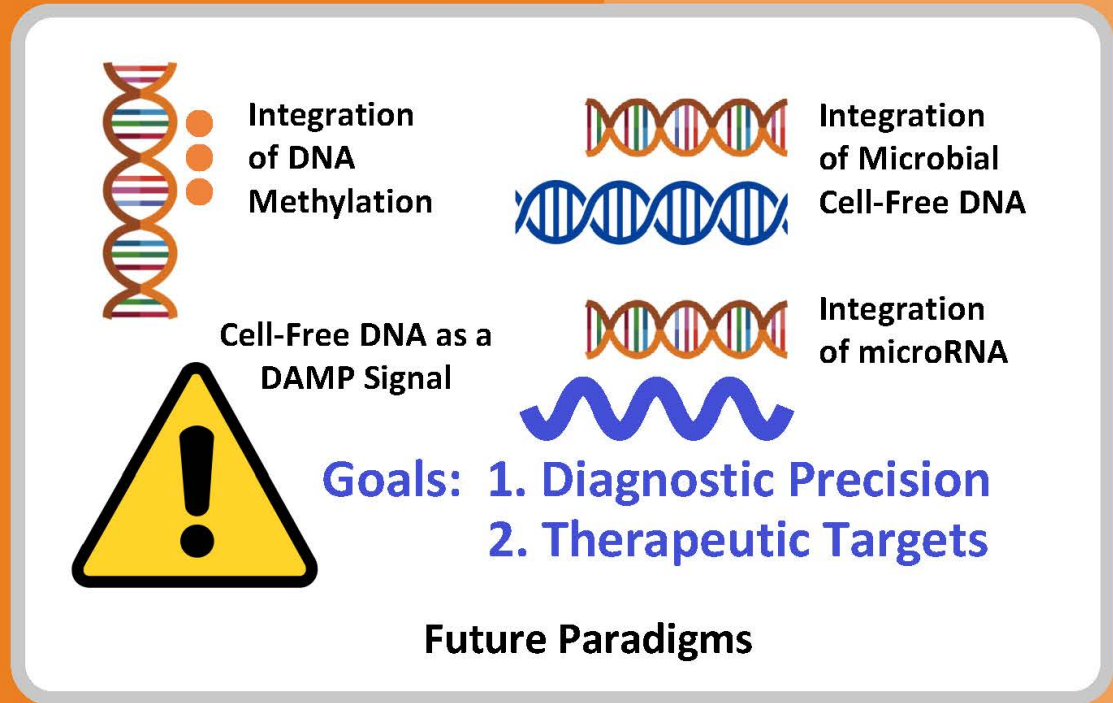 Integration
of DNA
Methylation
Integration
of Microbial
Cell-Free DNA
Cell-Free DNA as a
DAMP Signal
Integration
of microRNA
Goals: 1. Diagnostic Precision
2. Therapeutic Targets
Future Paradigms